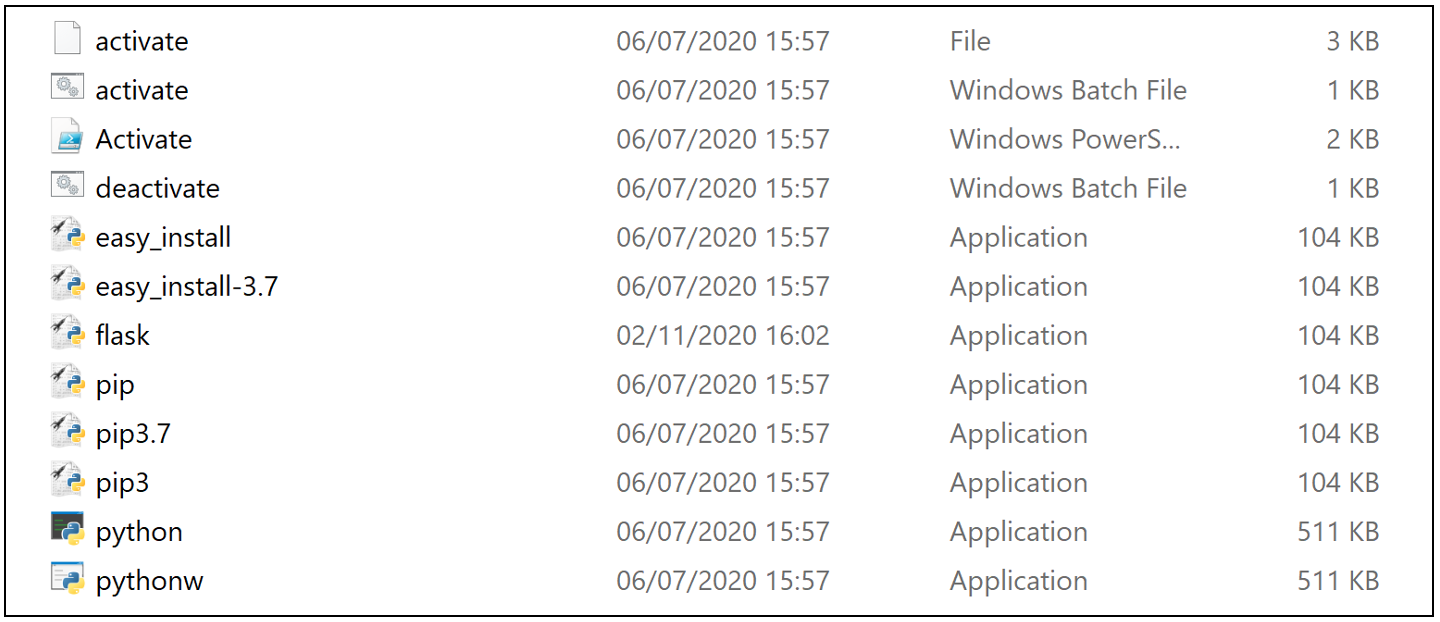 activate 06/07/2020 15:57 File 3 KB
activate 06/07/2020 15:57 Windows Batch File 1 KB
Activate 06/07/2020 15:57 Windows PowerS... 2 KB
deactivate 06/07/2020 15:57 Windows Batch File 1 KB
easy_install 06/07/2020 15:57 Application 104 KB
easy_install-3.7 06/07/2020 15:57 Application 104 KB
flask 02/11/2020 16:02 Application 104 KB
pip 06/07/2020 15:57 Application 104 KB
pip3.7 06/07/2020 15:57 Application 104 KB
pip3 06/07/2020 15:57 Application 104 KB
python 06/07/2020 15:57 Application 511 KB
pythonw 06/07/2020 15:57 Application 511 KB